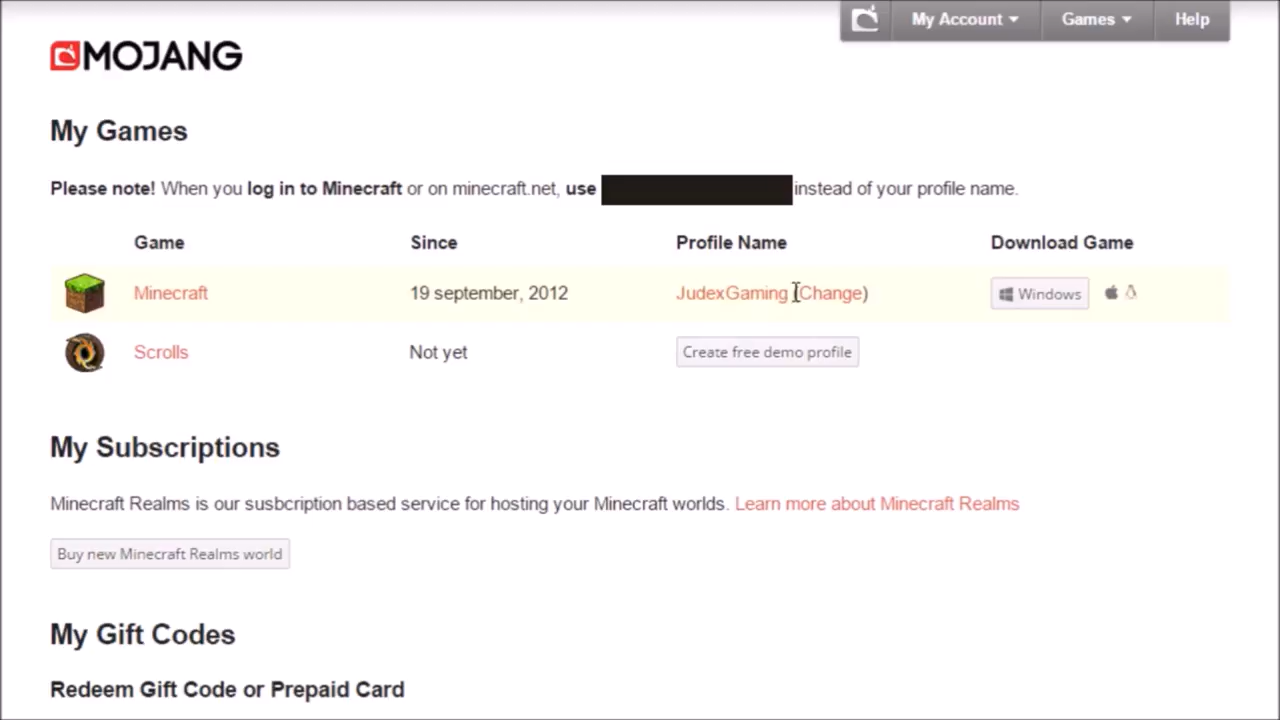 My Account Games Help
MOJANG
My Games
Please note! When you log in to Minecraft or on minecraft.net, use instead of your profile name.
Game Since Profile Name Download Game
Minecraft 19 september, 2012 JudexGaming (Change) Windows
Scrolls Not yet Create free demo profile
My Subscriptions
Minecraft Realms is our susbcription based service for hosting your Minecraft worlds. Learn more about Minecraft Realms
Buy new Minecraft Realms world
My Gift Codes
Redeem Gift Code or Prepaid Card